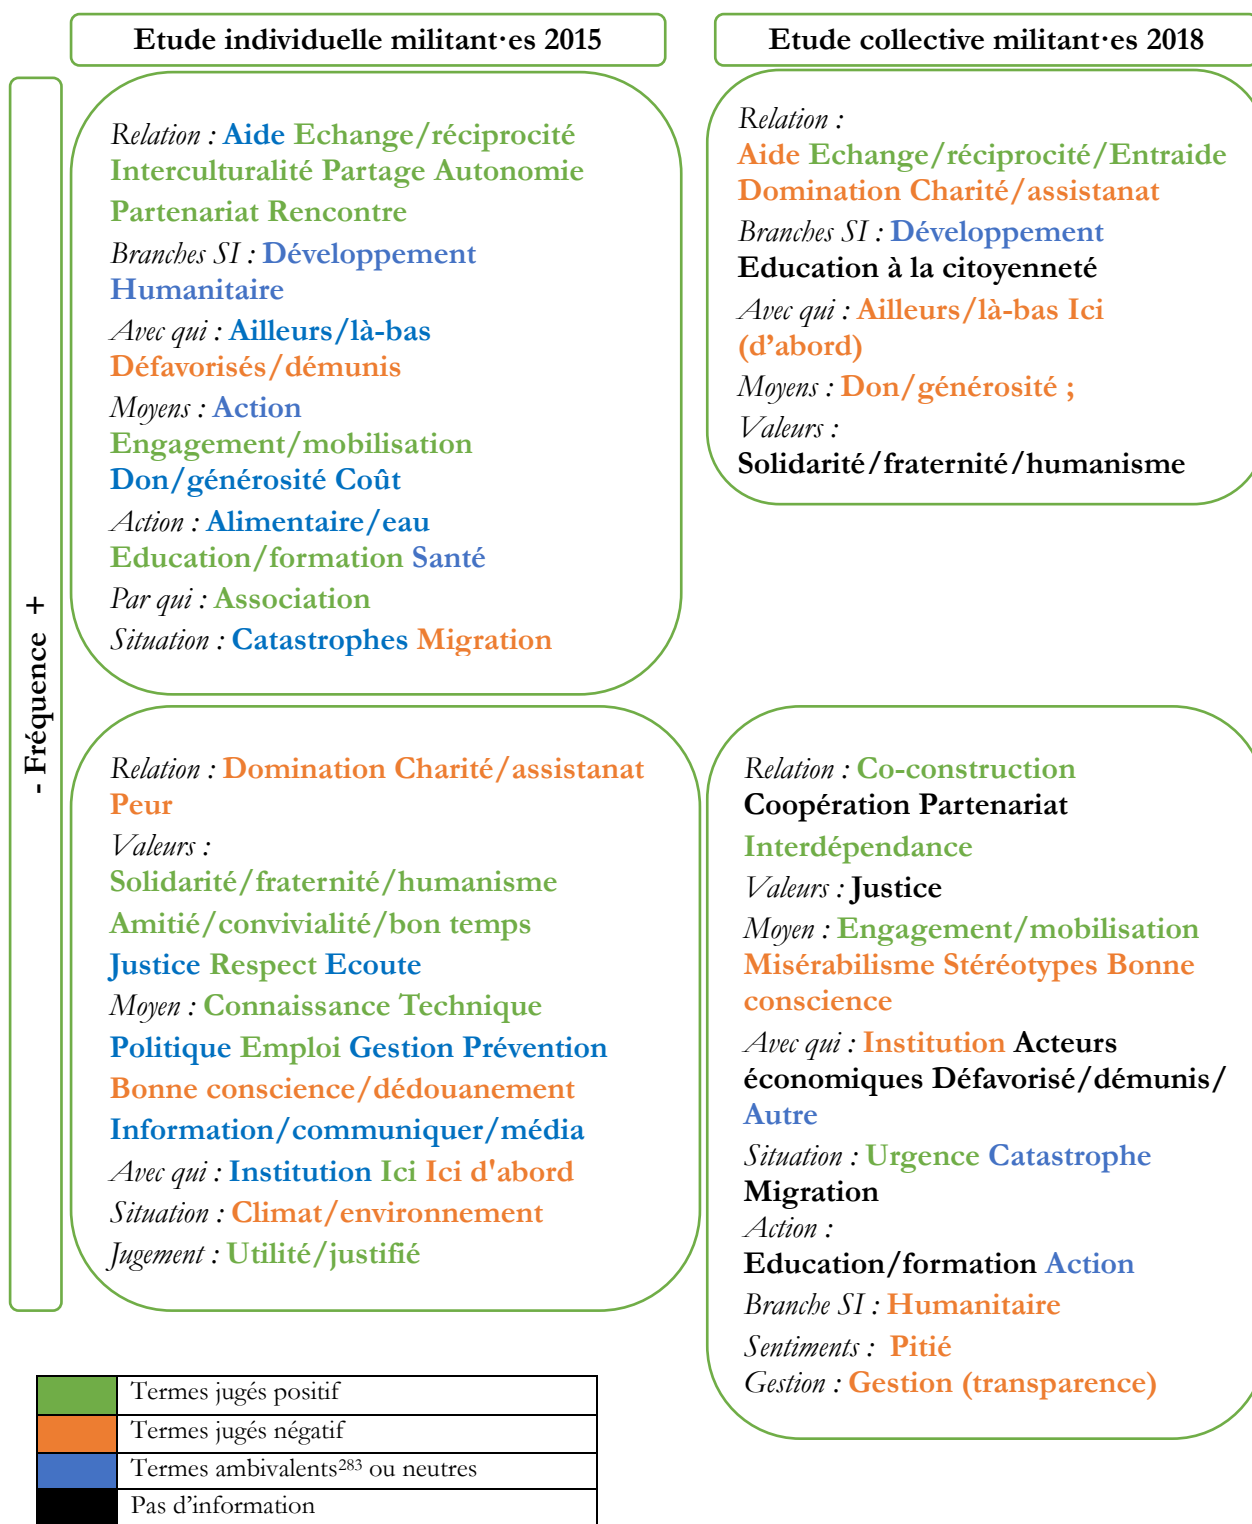 Etude individuelle militant·es 2015
Relation : Aide Echange/réciprocité
Interculturalité Partage Autonomie
Partenariat Rencontre
Branches SI : Développement
Humanitaire
Avec qui : Ailleurs/là-bas
Défavorisés/démunis
Moyens : Action
Engagement/mobilisation
Don/générosité Coût
Action : Alimentaire/eau
Education/formation Santé
Par qui : Association
Situation : Catastrophes Migration
Etude collective militant·es 2018
Relation :
Aide Echange/réciprocité/Entraide
Domination Charité/assistanat
Branches SI : Développement
Education à la citoyenneté
Avec qui : Ailleurs/là-bas Ici
(d’abord)
Moyens : Don/générosité ;
Valeurs :
Solidarité/fraternité/humanisme
- Fréquence +
Relation : Domination Charité/assistanat
Peur
Valeurs :
Solidarité/fraternité/humanisme
Amitié/convivialité/bon temps
Justice Respect Ecoute
Moyen : Connaissance Technique
Politique Emploi Gestion Prévention
Bonne conscience/dédouanement
Information/communiquer/média
Avec qui : Institution Ici Ici d'abord
Situation : Climat/environnement
Jugement : Utilité/justifié
Relation : Co-construction
Coopération Partenariat
Interdépendance
Valeurs : Justice
Moyen : Engagement/mobilisation
Misérabilisme Stéréotypes Bonne
conscience
Avec qui : Institution Acteurs
économiques Défavorisé/démunis/
Autre
Situation : Urgence Catastrophe
Migration
Action :
Education/formation Action
Branche SI : Humanitaire
Sentiments : Pitié
Gestion : Gestion (transparence)
Termes jugés positif
Termes jugés négatif
Termes ambivalents283 ou neutres
Pas d’information